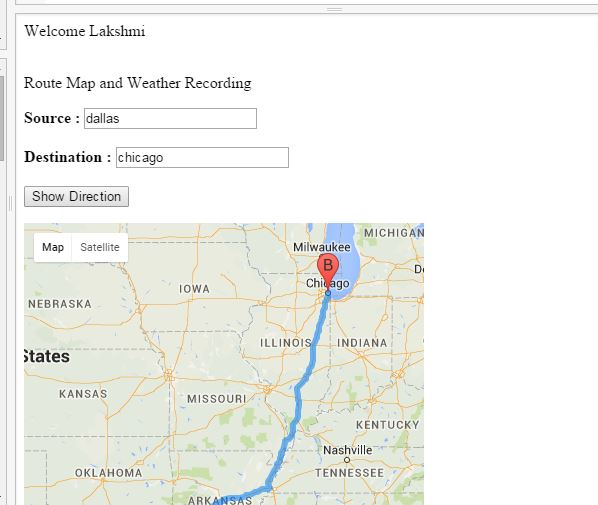 Welcome Lakshmi
Route Map and Weather Recording
Source : dallas
Destination : chicago
Show Direction
Map Satellite
MICHIGAN
Milwaukee
B
De
Chicago
IOWA
NEBRASKA
ILLINOIS
INDIANA
States
KANSAS
MISSOURI
KENTUCKY
Nashville
OKLAHOMA
TENNESSEE
ARKANSAS